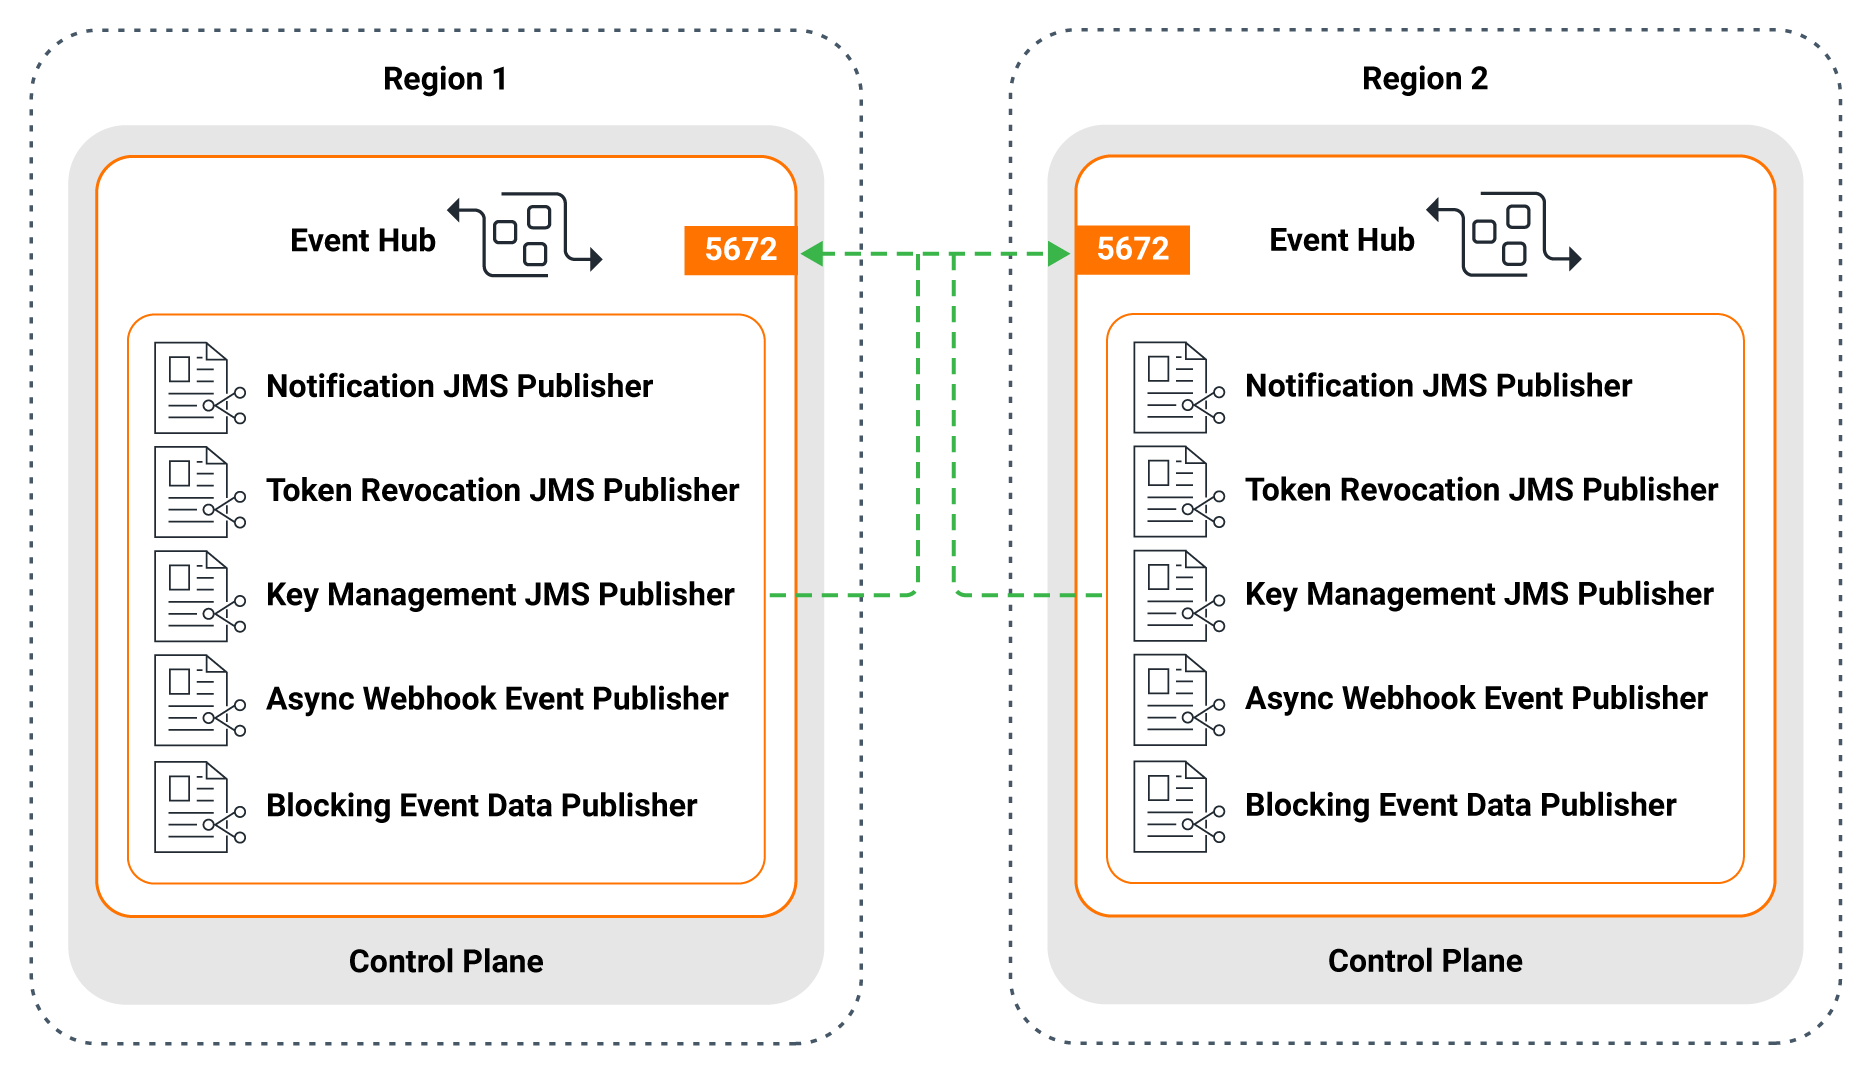 Region 1
Event Hub
5672
Notification JMS Publisher
Token Revocation JMS Publisher
Key Management JMS Publisher
Async Webhook Event Publisher
Blocking Event Data Publisher
Control Plane
Region 2
5672
Event Hub
Notification JMS Publisher
Token Revocation JMS Publisher
Key Management JMS Publisher
Async Webhook Event Publisher
Blocking Event Data Publisher
Control Plane